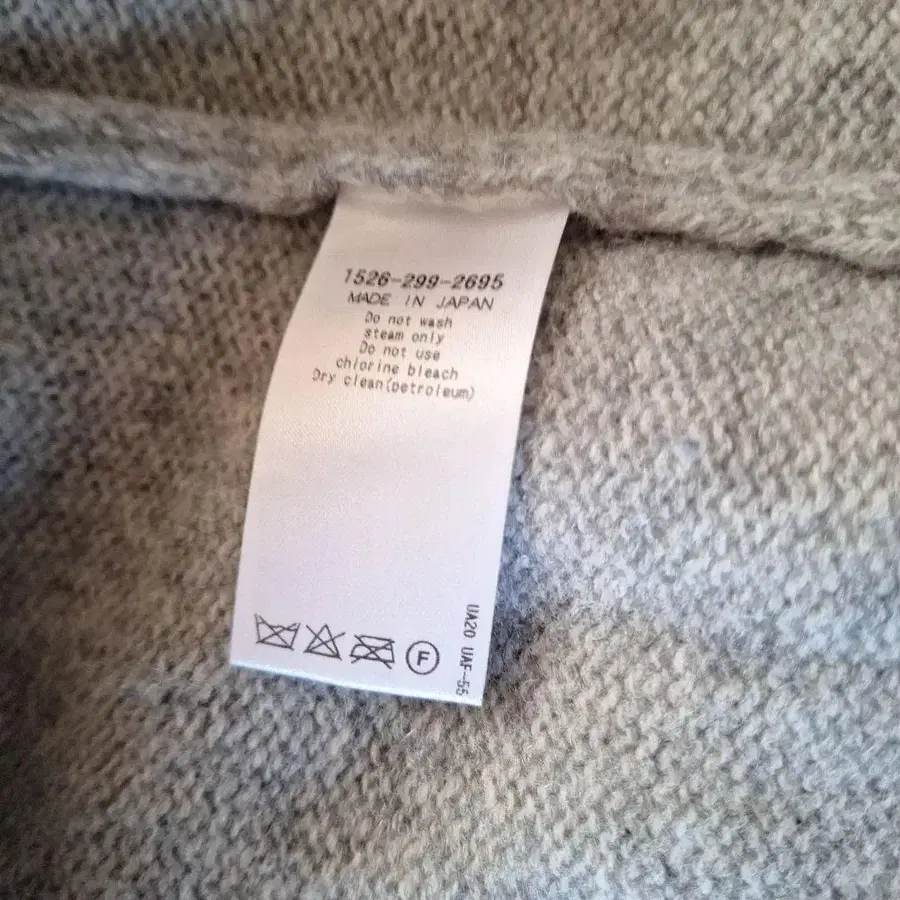 1526-299-2695
MADE IN JAPAN
Do not wash
steam only
Do not use
chlorine bleach
Dry clean(petroleum)
F
UA20 UAF-55